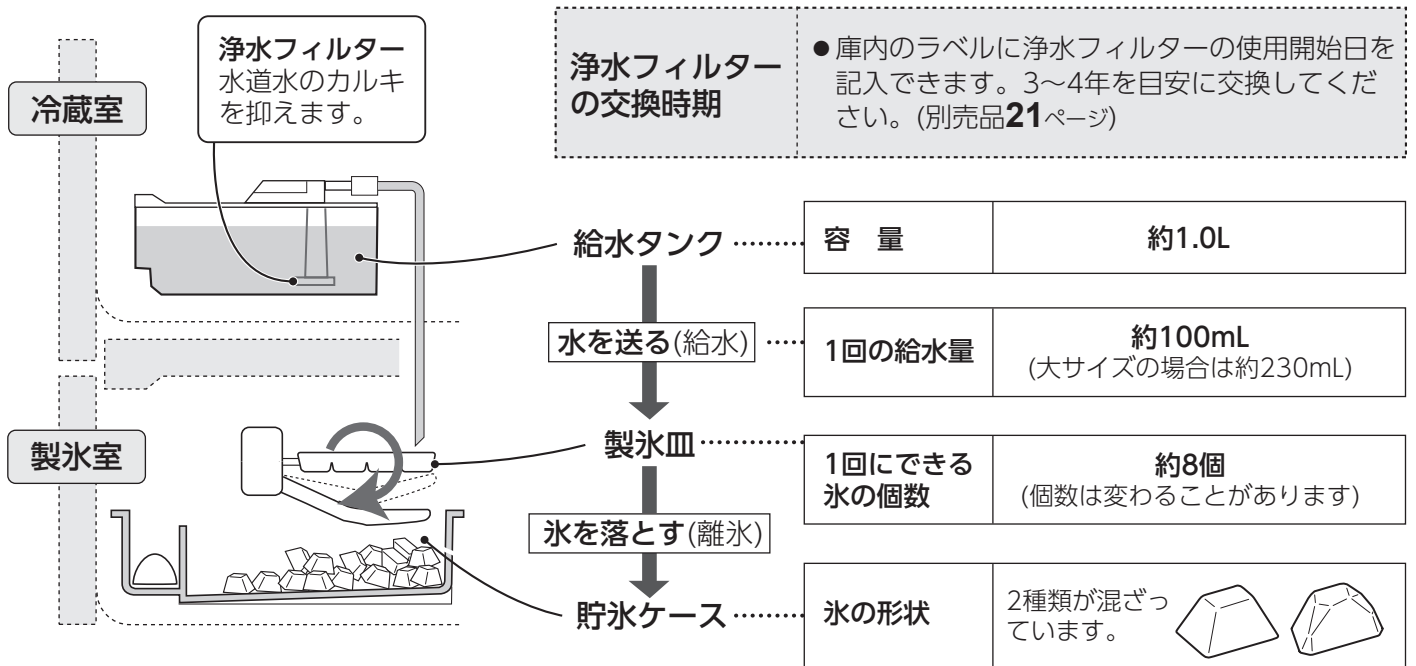 浄水フィルター
水道水のカルキ
を抑えます。
冷蔵室
浄水フィルター
の交換時期
●庫内のラベルに浄水フィルターの使用開始日を
記入できます。3〜4年を目安に交換してくだ
さい。(別売品21ページ)
給水タンク
容 量
約1.0L
水を送る(給水)
1回の給水量
約100mL
(大サイズの場合は約230mL)
製氷室
製氷皿
1回にできる
氷の個数
約8個
(個数は変わることがあります)
氷を落とす(離氷)
貯氷ケース
氷の形状
2種類が混ざっ
ています。